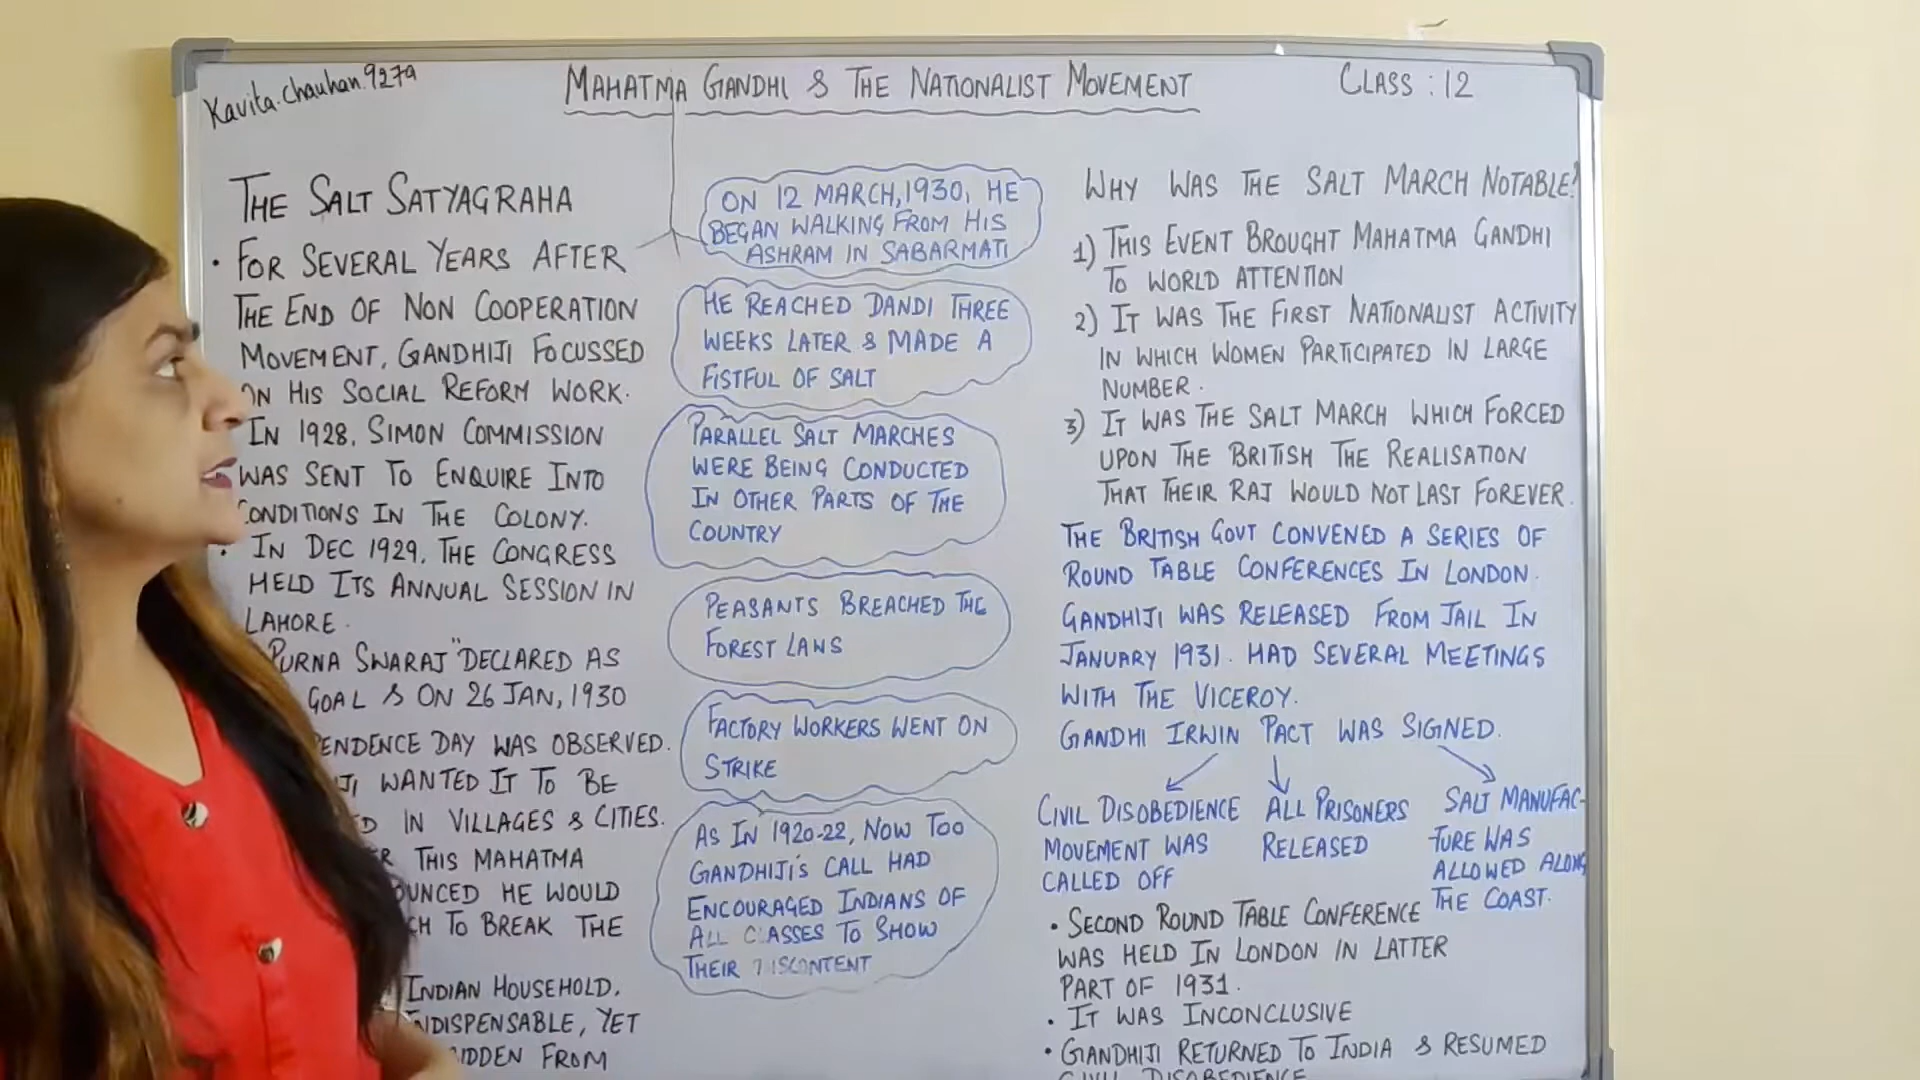 Kavita.chauhan.9279
MAHATMA GANDHI & THE NATIONALIST MOVEMENT
CLASS : 12
THE SALT SATYAGRAHA
• FOR SEVERAL YEARS AFTER
THE END OF NON COOPERATION
MOVEMENT, GANDHIJI FOCUSSED
ON HIS SOCIAL REFORM WORK.
IN 1928, SIMON COMMISSION
WAS SENT TO ENQUIRE INTO
CONDITIONS IN THE COLONY.
• IN DEC 1929, THE CONGRESS
HELD ITS ANNUAL SESSION IN
LAHORE.
PURNA SWARAJ" DECLARED AS
GOAL & ON 26 JAN, 1930
DAY WAS OBSERVED.
WANTED IT TO BE
IN VILLAGES & CITIES.
THIS MAHATMA
HE WOULD
TO BREAK THE
INDIAN HOUSEHOLD,
INDISPENSABLE, YET
FROM
ON 12 MARCH, 1930, HE
BEGAN WALKING FROM HIS
ASHRAM IN SABARMATI
HE REACHED DANDI THREE
WEEKS LATER & MADE A
FISTFUL OF SALT
PARALLEL SALT MARCHES
WERE BEING CONDUCTED
IN OTHER PARTS OF THE
COUNTRY
PEASANTS BREACHED THE
FOREST LAWS
FACTORY WORKERS WENT ON
STRIKE
AS IN 1920-22, NOW TOO
GANDHIJI'S CALL HAD
ENCOURAGED INDIANS OF
ALL CLASSES TO SHOW
THEIR DISCONTENT
WHY WAS THE SALT MARCH NOTABLE?
1) THIS EVENT BROUGHT MAHATMA GANDHI
TO WORLD ATTENTION
2) IT WAS THE FIRST NATIONALIST ACTIVITY
IN WHICH WOMEN PARTICIPATED IN LARGE
NUMBER.
3) IT WAS THE SALT MARCH WHICH FORCED
UPON THE BRITISH THE REALISATION
THAT THEIR RAJ WOULD NOT LAST FOREVER.
THE BRITISH GOVT CONVENED A SERIES OF
ROUND TABLE CONFERENCES IN LONDON.
GANDHIJI WAS RELEASED FROM JAIL IN
JANUARY 1931. HAD SEVERAL MEETINGS
WITH THE VICEROY.
GANDHI IRWIN PACT WAS SIGNED.
CIVIL DISOBEDIENCE
MOVEMENT WAS
CALLED OFF
ALL PRISONERS
RELEASED
SALT MANUFAC-
TURE WAS
ALLOWED ALONG
THE COAST.
• SECOND ROUND TABLE CONFERENCE
WAS HELD IN LONDON IN LATTER
PART OF 1931.
• IT WAS INCONCLUSIVE
• GANDHIJI RETURNED TO INDIA & RESUMED
CIVIL DISOBEDIENCE